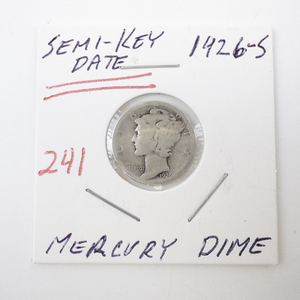 SEMI-KEY 1926-S
DATE
241
MERCURY DIME